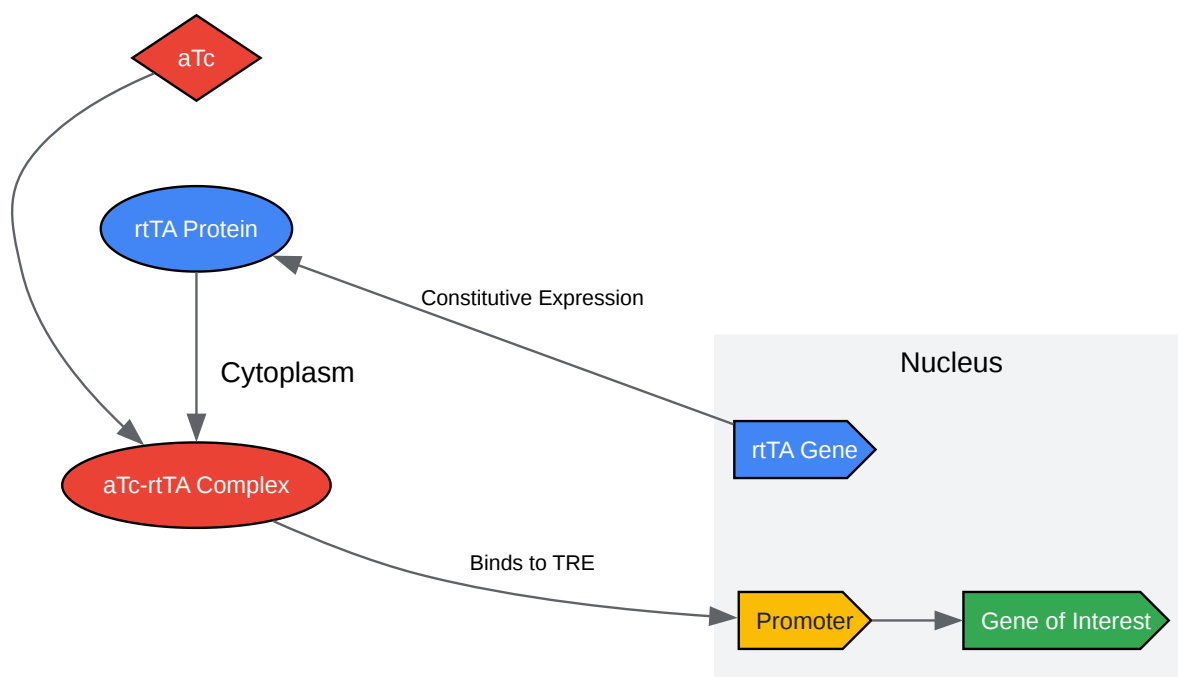 aTc
rtTA Protein
Constitutive Expression
Nucleus
Cytoplasm
rtTA Gene
aTc-rtTA Complex
Binds to TRE
Promoter
Gene of Interest